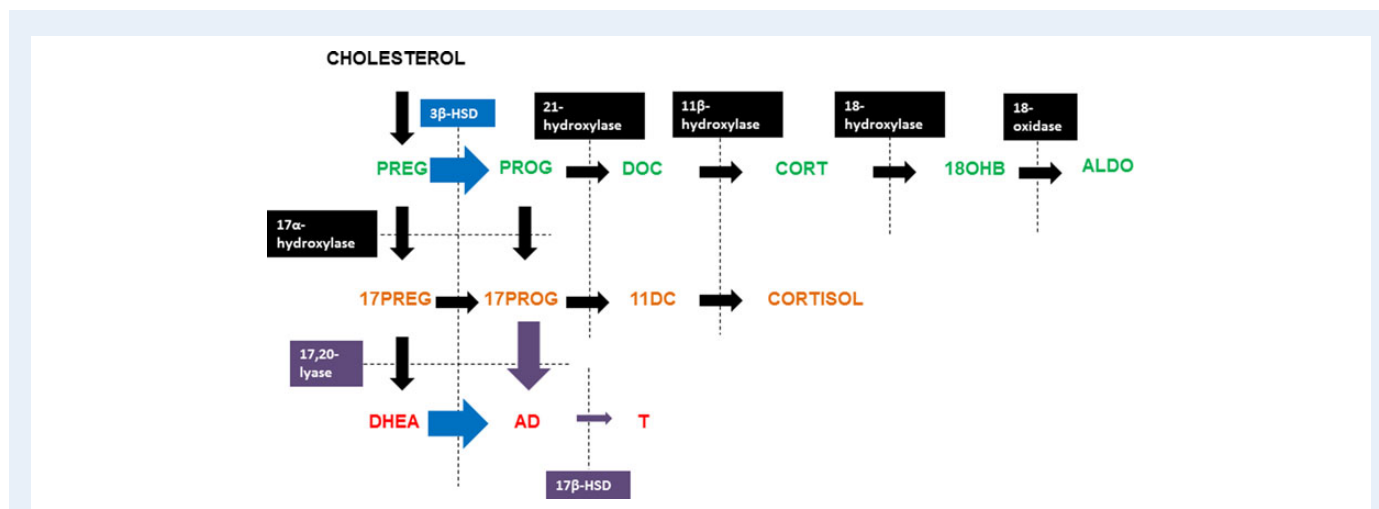 CHOLESTEROL
3β-HSD
21-
hydroxylase
11β-
hydroxylase
18-
hydroxylase
18-
oxidase
PREG PROG DOC CORT 18OHB ALDO
17α-
hydroxylase
17PREG 17PROG 11DC CORTISOL
17,20-
lyase
DHEA AD T
17β-HSD